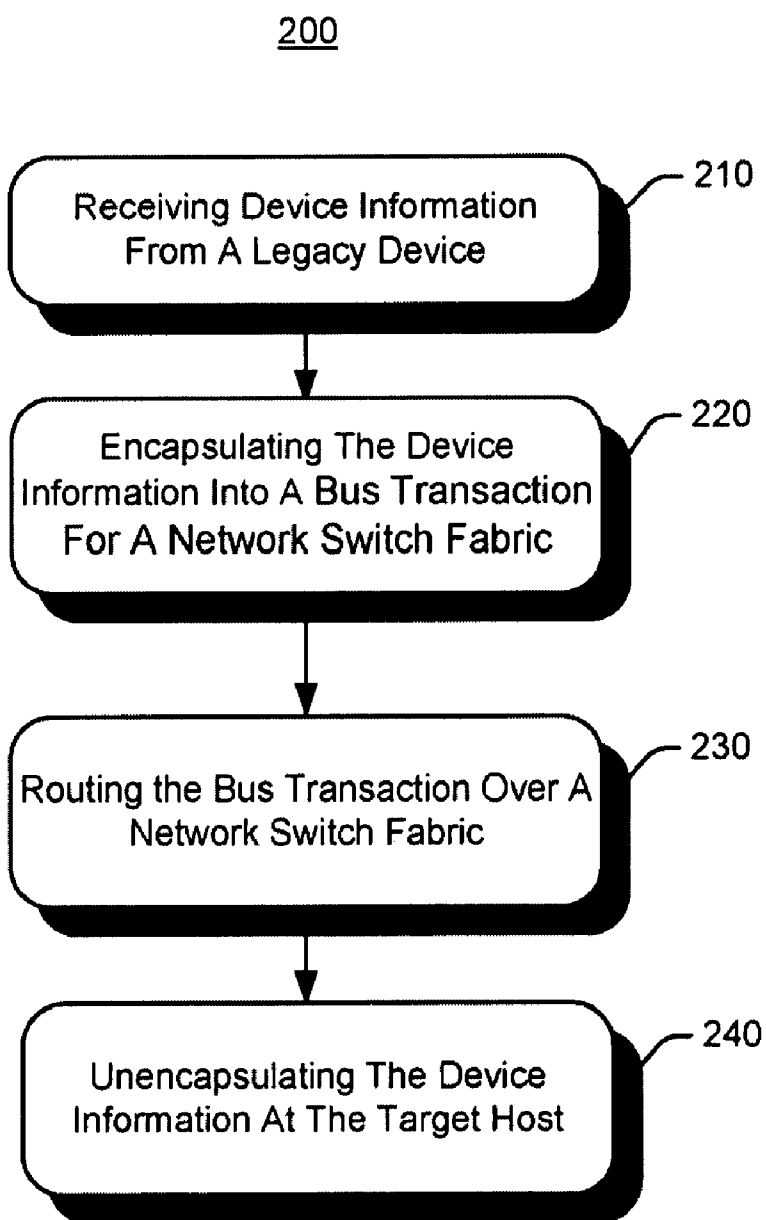 200
Receiving Device Information
From A Legacy Device
210
Encapsulating The Device
Information Into A Bus Transaction
For A Network Switch Fabric
220
Routing the Bus Transaction Over A
Network Switch Fabric
230
Unencapsulating The Device
Information At The Target Host
240